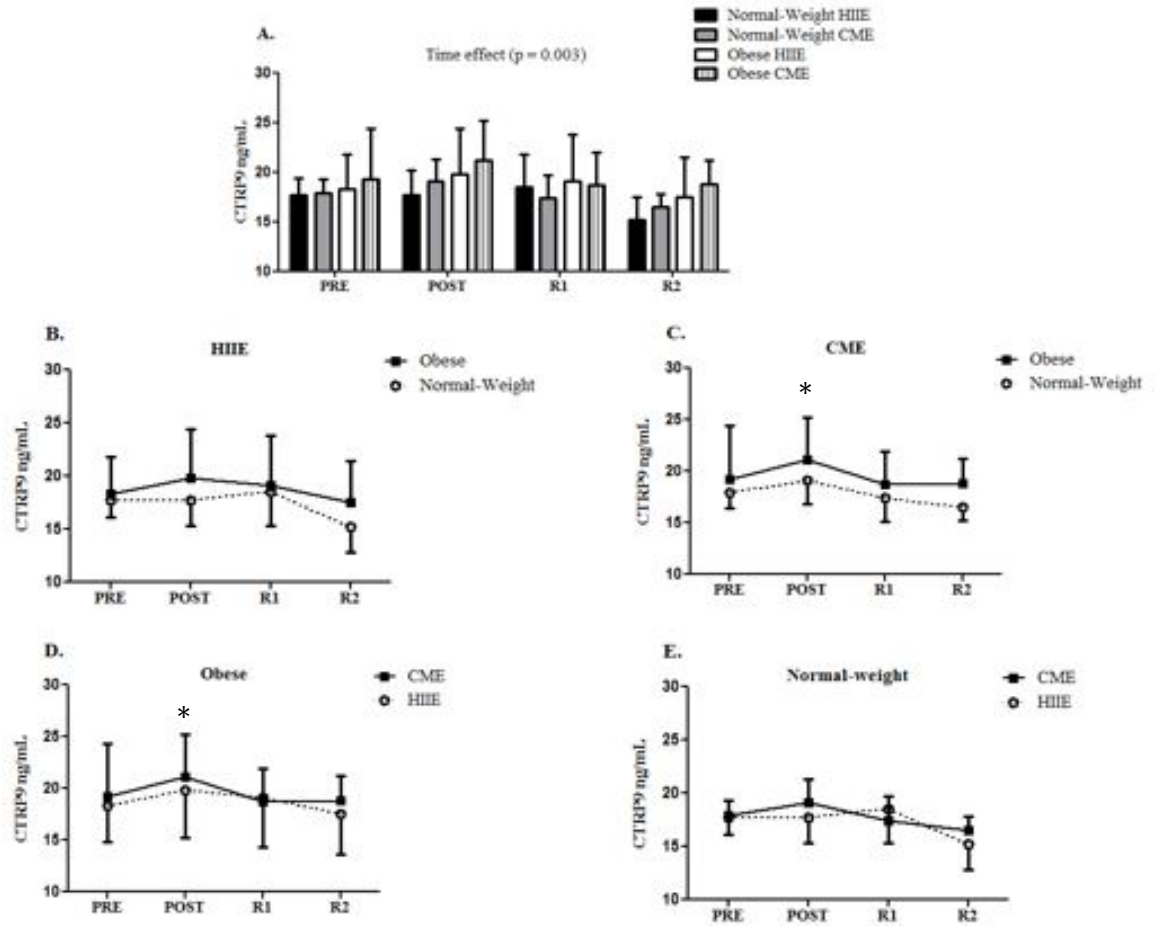 A.
Time effect (p = 0.003)
Normal-Weight HIIE
Normal-Weight CME
Obese HIIE
Obese CME
CTRP9 ng/mL
30
25
20
15
10
PRE POST R1 R2
B.
HIIE
Obese
Normal-Weight
CTRP9 ng/mL
30
25
20
15
10
PRE POST R1 R2
C.
CME
Obese
Normal-Weight
*
CTRP9 ng/mL
30
25
20
15
10
PRE POST R1 R2
D.
Obese
CME
HIIE
*
CTRP9 ng/mL
30
25
20
15
10
PRE POST R1 R2
E.
Normal-weight
CME
HIIE
CTRP9 ng/mL
30
25
20
15
10
PRE POST R1 R2